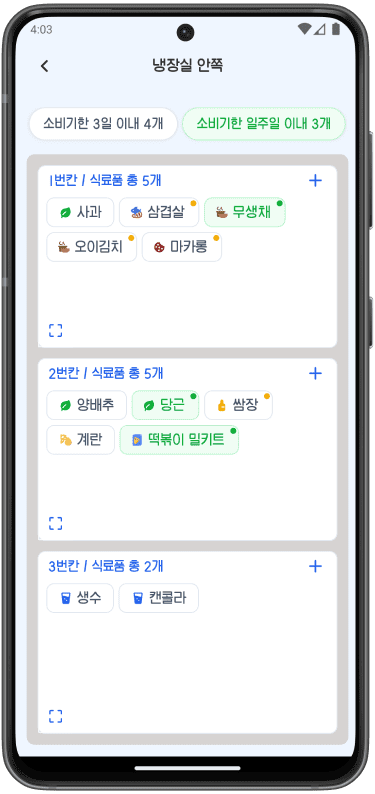 4:03
냉장실 안쪽
소비기한 3일 이내 4개 소비기한 일주일 이내 3개
1번칸 / 식료품 총 5개
사과 삼겹살 무생채
오이김치 마카롱
2번칸 / 식료품 총 5개
양배추 당근 쌈장
계란 떡볶이 밀키트
3번칸 / 식료품 총 2개
생수 캔콜라